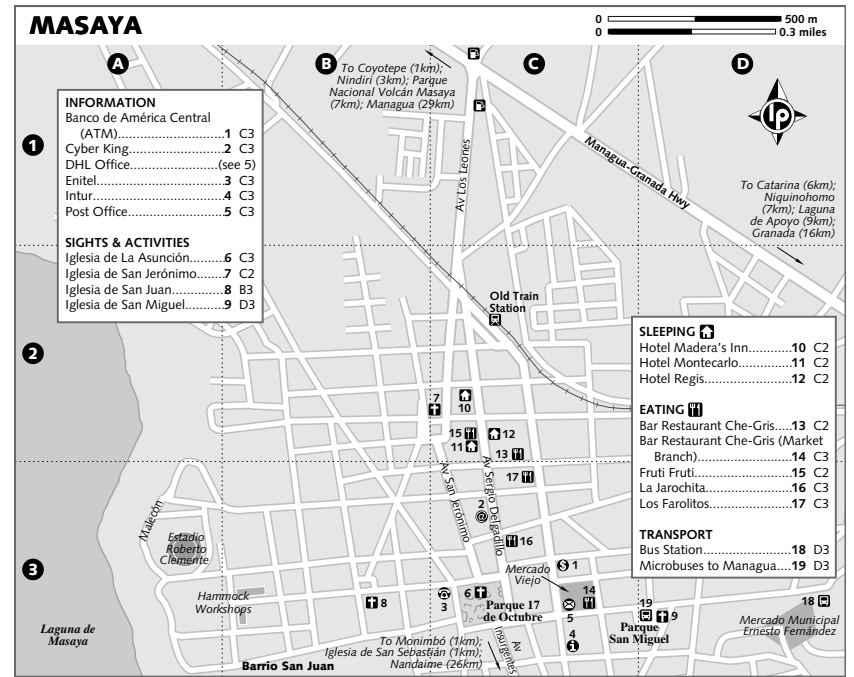 MASAYA
0 500 m
0 0.3 miles
A B C D
To Coyotepe (1km);
Nindiri (3km); Parque
Nacional Volcán Masaya
(7km); Managua (29km)
INFORMATION
Banco de América Central
(ATM)..........................1 C3
Cyber King......................2 C3
DHL Office................(see 5)
Enitel.............................3 C3
Intur..............................4 C3
Post Office.....................5 C3
SIGHTS & ACTIVITIES
Iglesia de La Asunción.......6 C3
Iglesia de San Jerónimo.....7 C2
Iglesia de San Juan...........8 B3
Iglesia de San Miguel........9 D3
1
lp
Av Los Leones
Managua-Granada Hwy
To Catarina (6km);
Niquinohomo
(7km); Laguna
de Apoyo (9km);
Granada (16km)
Old Train
Station
2
SLEEPING
Hotel Madera's Inn...........10 C2
Hotel Montecarlo..............11 C2
Hotel Regis......................12 C2
EATING
Bar Restaurant Che-Gris.....13 C2
Bar Restaurant Che-Gris (Market
Branch)........................14 C3
Fruti Fruti........................15 C2
La Jarochita.....................16 C3
Los Farolitos....................17 C3
TRANSPORT
Bus Station......................18 D3
Microbuses to Managua....19 D3
7
10
15
12
11
13
17
Av San Jerónimo
Av Sergio Delgadillo
2
@
16
Malecón
Estadio
Roberto
Clemente
3
Mercado
Viejo
$ 1
14
Hammock
Workshops
8
3
6
Parque 17
de Octubre
5
4
i
19
9
Parque
San Miguel
18
Mercado Municipal
Ernesto Fernández
Laguna de
Masaya
Barrio San Juan
To Monimbó (1km);
Iglesia de San Sebastián (1km);
Nandaime (26km)
Av
Insurgentes